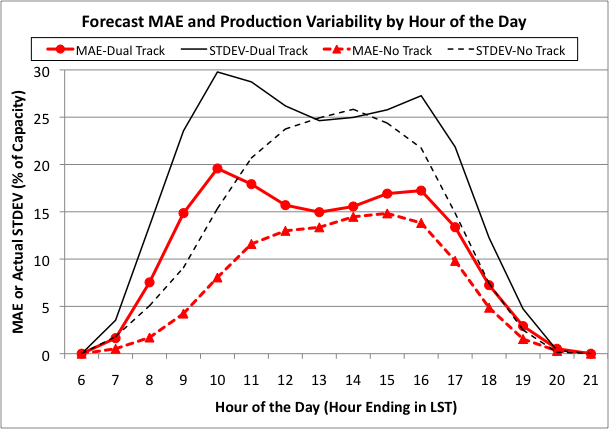 Forecast MAE and Production Variability by Hour of the Day
MAE-Dual Track STDEV-Dual Track MAE-No Track STDEV-No Track
MAE or Actual STDEV (% of Capacity)
30
25
20
15
10
5
0
6 7 8 9 10 11 12 13 14 15 16 17 18 19 20 21
Hour of the Day (Hour Ending in LST)